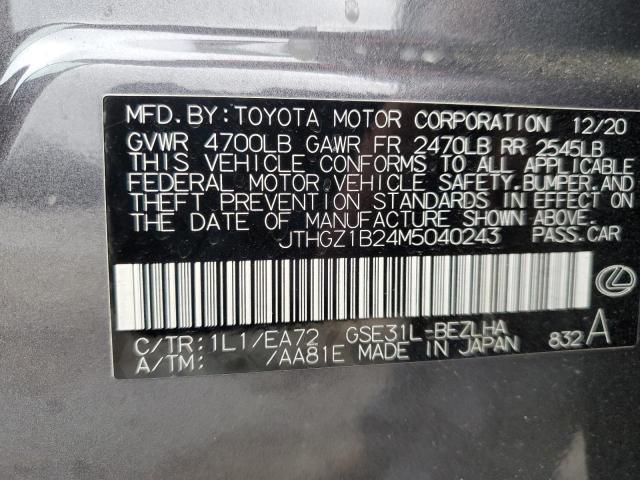 MFD. BY: TOYOTA MOTOR CORPORATION 12/20
GVWR 4700LB GAWR FR 2470LB RR 2545LB
THIS VEHICLE CONFORMS TO ALL APPLICABLE
FEDERAL MOTOR VEHICLE SAFETY, BUMPER, AND
THEFT PREVENTION STANDARDS IN EFFECT ON
THE DATE OF MANUFACTURE SHOWN ABOVE.
JTHGZ1B24M5040243 PASS. CAR
C/TR: 1L1/EA72 GSE31L-BEZLHA
A/TM: /AA81E MADE IN JAPAN 832 A